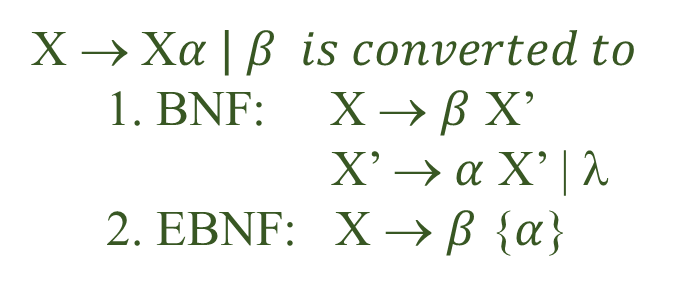 X → Xα | β is converted to
1. BNF: X → β X’
X’ → α X’ | λ
2. EBNF: X → β {α}